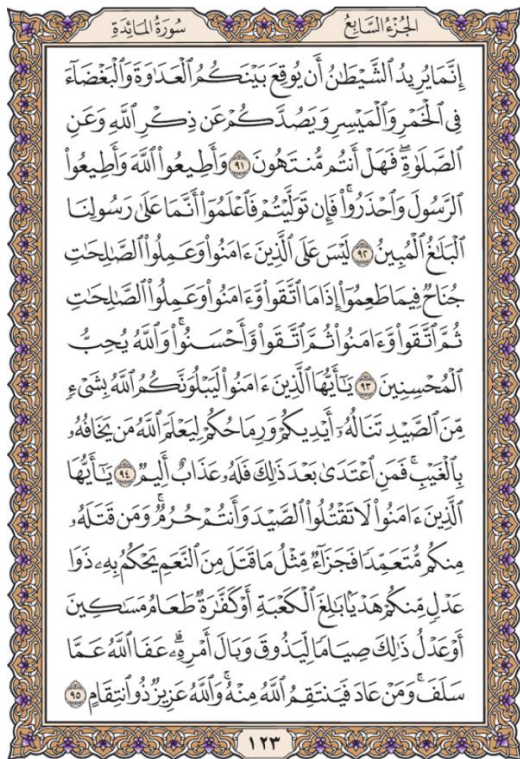 الجُزْءُ السَّابِعُ
سُورَةُ المَائِدَةِ
إِنَّمَا يُرِيدُ ٱلشَّيْطَٰنُ أَن يُوقِعَ بَيْنَكُمُ ٱلْعَدَٰوَةَ وَٱلْبَغْضَآءَ
فِى ٱلْخَمْرِ وَٱلْمَيْسِرِ وَيَصُدَّكُمْ عَن ذِكْرِ ٱللَّهِ وَعَنِ
ٱلصَّلَوٰةِ ۖ فَهَلْ أَنتُم مُّنتَهُونَ ٩١ وَأَطِيعُوا۟ ٱللَّهَ وَأَطِيعُوا۟
ٱلرَّسُولَ وَٱحْذَرُوا۟ ۚ فَإِن تَوَلَّيْتُمْ فَٱعْلَمُوٓا۟ أَنَّمَا عَلَىٰ رَسُولِنَا
ٱلْبَلَٰغُ ٱلْمُبِينُ ٩٢ لَيْسَ عَلَى ٱلَّذِينَ ءَامَنُوا۟ وَعَمِلُوا۟ ٱلصَّٰلِحَٰتِ
جُنَاحٌ فِيمَا طَعِمُوٓا۟ إِذَا مَا ٱتَّقَوا۟ وَّءَامَنُوا۟ وَعَمِلُوا۟ ٱلصَّٰلِحَٰتِ
ثُمَّ ٱتَّقَوا۟ وَّءَامَنُوا۟ ثُمَّ ٱتَّقَوا۟ وَّأَحْسَنُوا۟ ۗ وَٱللَّهُ يُحِبُّ
ٱلْمُحْسِنِينَ ٩٣ يَٰٓأَيُّهَا ٱلَّذِينَ ءَامَنُوا۟ لَيَبْلُوَنَّكُمُ ٱللَّهُ بِشَىْءٍ
مِّنَ ٱلصَّيْدِ تَنَالُهُۥٓ أَيْدِيكُمْ وَرِمَاحُكُمْ لِيَعْلَمَ ٱللَّهُ مَن يَخَافُهُۥ
بِٱلْغَيْبِ ۚ فَمَنِ ٱعْتَدَىٰ بَعْدَ ذَٰلِكَ فَلَهُۥ عَذَابٌ أَلِيمٌ ٩٤ يَٰٓأَيُّهَا
ٱلَّذِينَ ءَامَنُوا۟ لَا تَقْتُلُوا۟ ٱلصَّيْدَ وَأَنتُمْ حُرُمٌ ۚ وَمَن قَتَلَهُۥ
مِنكُم مُّتَعَمِّدًا فَجَزَآءٌ مِّثْلُ مَا قَتَلَ مِنَ ٱلنَّعَمِ يَحْكُمُ بِهِۦ ذَوَا
عَدْلٍ مِّنكُمْ هَدْيًۢا بَٰلِغَ ٱلْكَعْبَةِ أَوْ كَفَّٰرَةٌ طَعَامُ مَسَٰكِينَ
أَوْ عَدْلُ ذَٰلِكَ صِيَامًا لِّيَذُوقَ وَبَالَ أَمْرِهِۦ ۗ عَفَا ٱللَّهُ عَمَّا
سَلَفَ ۚ وَمَنْ عَادَ فَيَنتَقِمُ ٱللَّهُ مِنْهُ ۗ وَٱللَّهُ عَزِيزٌ ذُو ٱنتِقَامٍ ٩٥
١٢٣